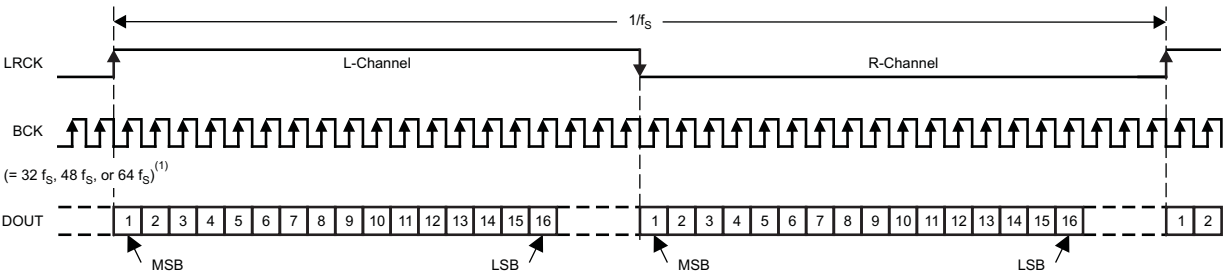 1/fS
LRCK
L-Channel
R-Channel
BCK
(= 32 fS, 48 fS, or 64 fS)(1)
DOUT
1 2 3 4 5 6 7 8 9 10 11 12 13 14 15 16
1 2 3 4 5 6 7 8 9 10 11 12 13 14 15 16
1 2
MSB
LSB
MSB
LSB